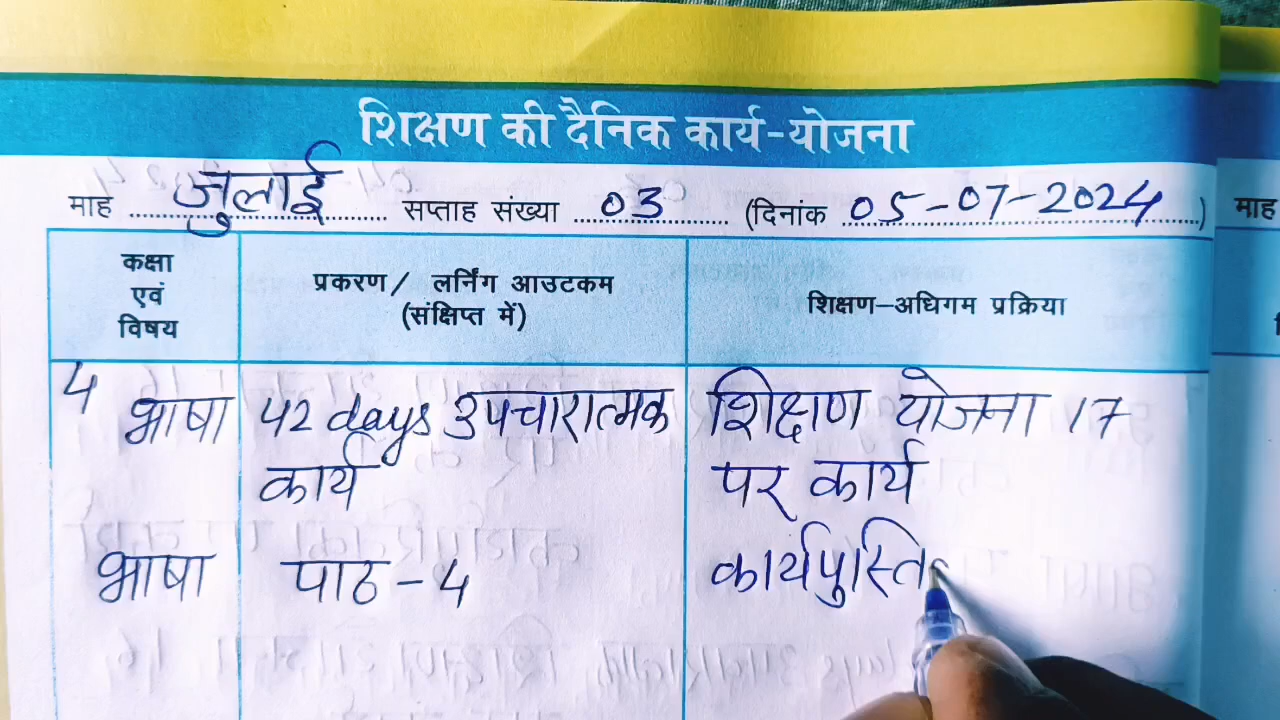 शिक्षण की दैनिक कार्य-योजना
माह जुलाई सप्ताह संख्या 03 (दिनांक 05-07-2024)
माह
कक्षा
एवं
विषय
प्रकरण/ लर्निंग आउटकम
(संक्षिप्त में)
शिक्षण–अधिगम प्रक्रिया
4
भाषा 42 days उपचारात्मक शिक्षण योजना 17
कार्य पर कार्य
भाषा पाठ-4 कार्यपुस्ति